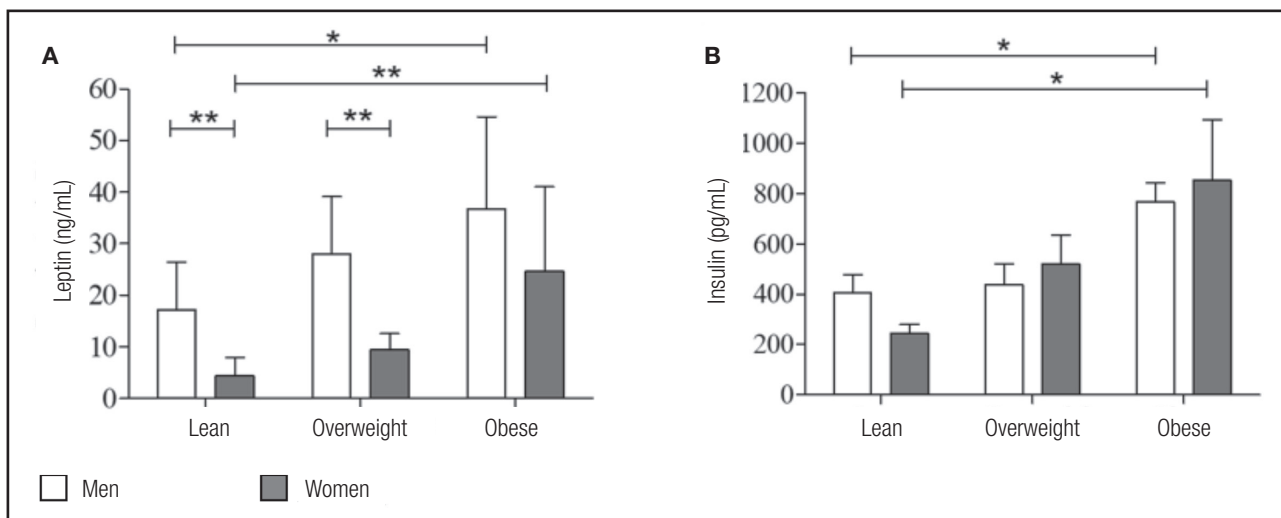 A
*
**
**
**
60
50
40
30
20
10
0
Leptin (ng/mL)
Lean Overweight Obese
B
*
*
1200
1000
800
600
400
200
0
Insulin (pg/mL)
Lean Overweight Obese
Men Women